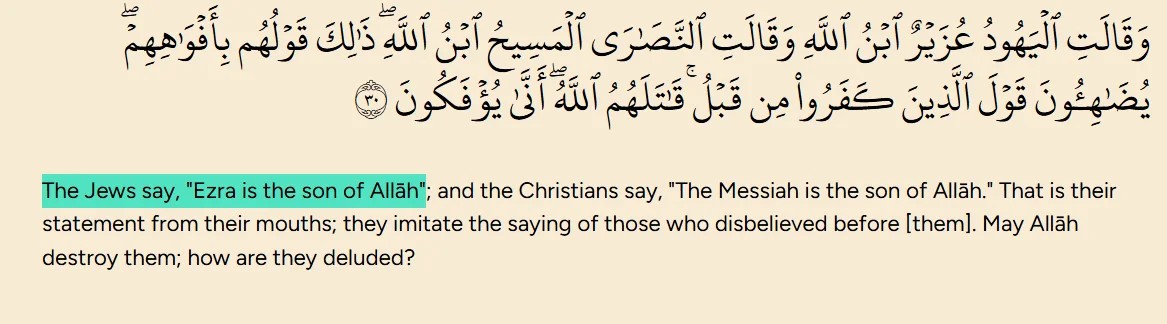 وَقَالَتِ ٱلۡيَهُودُ عُزَيۡرٌ ٱبۡنُ ٱللَّهِ وَقَالَتِ ٱلنَّصَٰرَى ٱلۡمَسِيحُ ٱبۡنُ ٱللَّهِۖ ذَٰلِكَ قَوۡلُهُم بِأَفۡوَٰهِهِمۡۖ
يُضَٰهِـُٔونَ قَوۡلَ ٱلَّذِينَ كَفَرُواْ مِن قَبۡلُۚ قَٰتَلَهُمُ ٱللَّهُۖ أَنَّىٰ يُؤۡفَكُونَ ٣٠
The Jews say, "Ezra is the son of Allāh"; and the Christians say, "The Messiah is the son of Allāh." That is their
statement from their mouths; they imitate the saying of those who disbelieved before [them]. May Allāh
destroy them; how are they deluded?